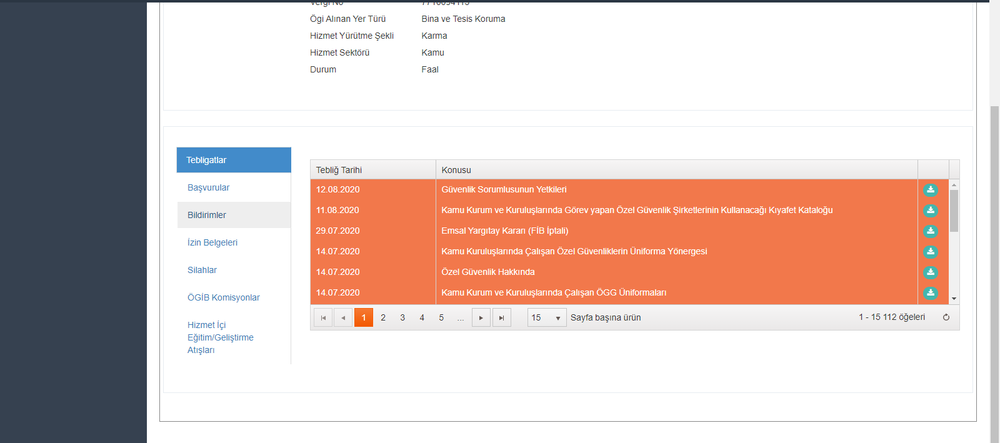 Vergi No
Ögi Alınan Yer Türü Bina ve Tesis Koruma
Hizmet Yürütme Şekli Karma
Hizmet Sektörü Kamu
Durum Faal
Tebligatlar
Başvurular
Bildirimler
İzin Belgeleri
Silahlar
ÖGİB Komisyonlar
Hizmet İçi
Eğitim/Geliştirme
Atışları
Tebliğ Tarihi Konusu
12.08.2020 Güvenlik Sorumlusunun Yetkileri
11.08.2020 Kamu Kurum ve Kuruluşlarında Görev yapan Özel Güvenlik Şirketlerinin Kullanacağı Kıyafet Kataloğu
29.07.2020 Emsal Yargıtay Kararı (FİB İptali)
14.07.2020 Kamu Kuruluşlarında Çalışan Özel Güvenliklerin Üniforma Yönergesi
14.07.2020 Özel Güvenlik Hakkında
14.07.2020 Kamu Kurum ve Kuruluşlarında Çalışan ÖGG Üniformaları
1 2 3 4 5 ... 15 Sayfa başına ürün 1 - 15 112 öğeleri